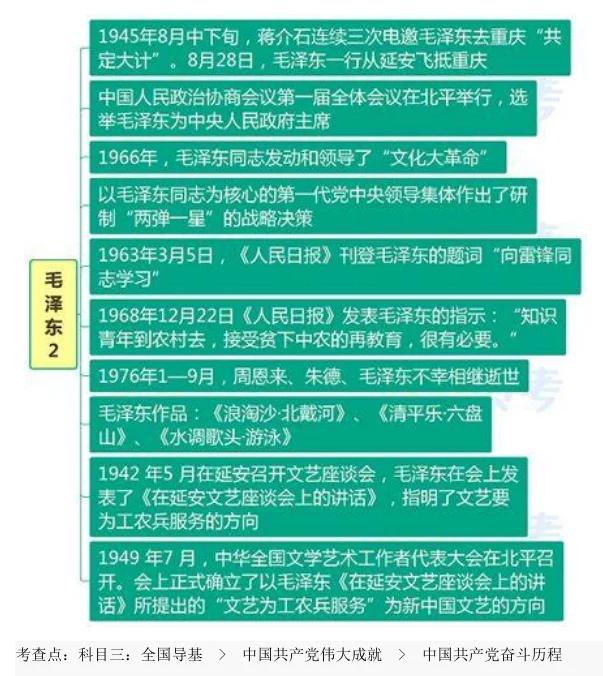 1945年8月中下旬，蒋介石连续三次电邀毛泽东去重庆“共
定大计”。8月28日，毛泽东一行从延安飞抵重庆
中国人民政治协商会议第一届全体会议在北平举行，选
举毛泽东为中央人民政府主席
1966年，毛泽东同志发动和领导了“文化大革命”
以毛泽东同志为核心的第一代党中央领导集体作出了研
制“两弹一星”的战略决策
毛泽东2
1963年3月5日，《人民日报》刊登毛泽东的题词“向雷锋同
志学习”
1968年12月22日《人民日报》发表毛泽东的指示：“知识
青年到农村去，接受贫下中农的再教育，很有必要。“
1976年1—9月，周恩来、朱德、毛泽东不幸相继逝世
毛泽东作品：《浪淘沙·北戴河》、《清平乐·六盘
山》、《水调歌头·游泳》
1942 年5 月在延安召开文艺座谈会，毛泽东在会上发
表了《在延安文艺座谈会上的讲话》，指明了文艺要
为工农兵服务的方向
1949 年7 月，中华全国文学艺术工作者代表大会在北平召
开。会上正式确立了以毛泽东《在延安文艺座谈会上的讲
话》所提出的“文艺为工农兵服务”为新中国文艺的方向
考查点：科目三：全国导基 > 中国共产党伟大成就 > 中国共产党奋斗历程